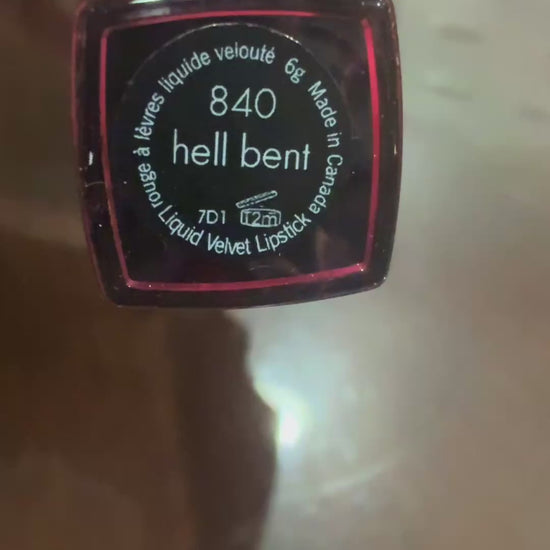 rouge à lèvres liquide velouté 6g Made in Canada
840
hell bent
7D1 12m
Liquid Velvet Lipstick